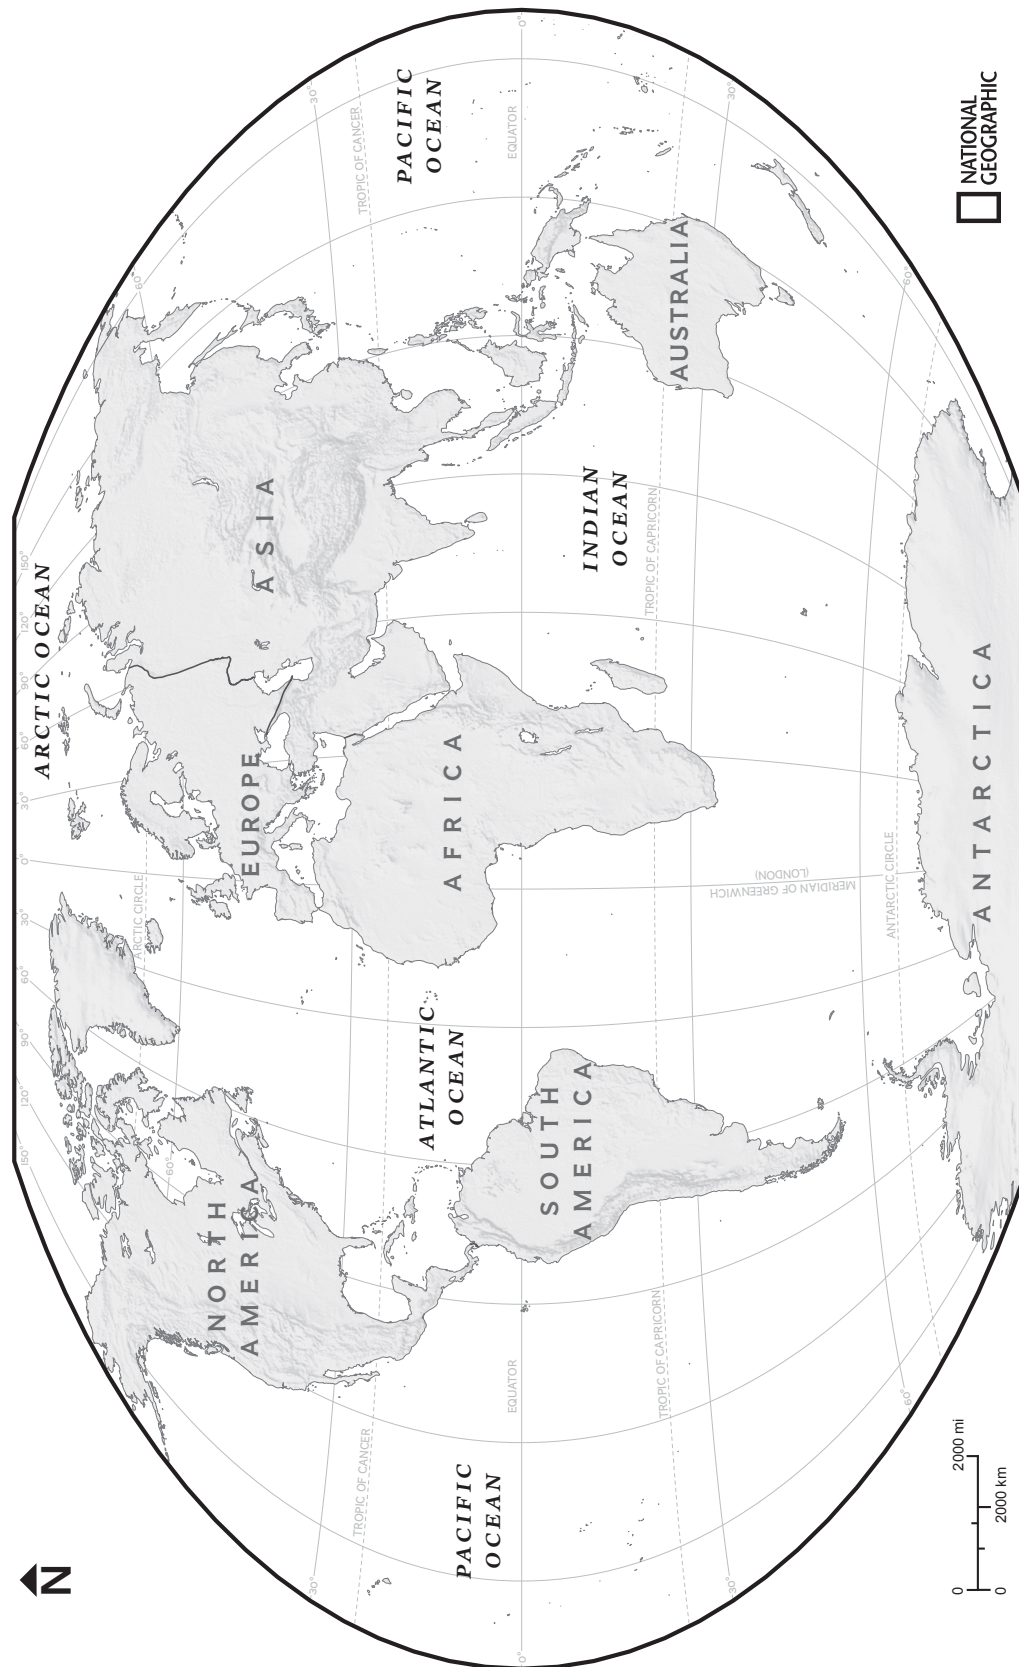 ARCTIC OCEAN
150°
120°
90°
60°
30°
0°
30°
60°
90°
120°
150°
ARCTIC CIRCLE
60°
60°
NORTH
AMERICA
EUROPE
ASIA
30°
30°
TROPIC OF CANCER
TROPIC OF CANCER
PACIFIC
OCEAN
ATLANTIC
OCEAN
AFRICA
PACIFIC
OCEAN
0°
EQUATOR
EQUATOR
0°
SOUTH
AMERICA
INDIAN
OCEAN
AUSTRALIA
TROPIC OF CAPRICORN
TROPIC OF CAPRICORN
30°
30°
MERIDIAN OF GREENWICH
(LONDON)
60°
60°
ANTARCTIC CIRCLE
ANTARCTICA
N
0
2000 mi
0
2000 km
NATIONAL
GEOGRAPHIC